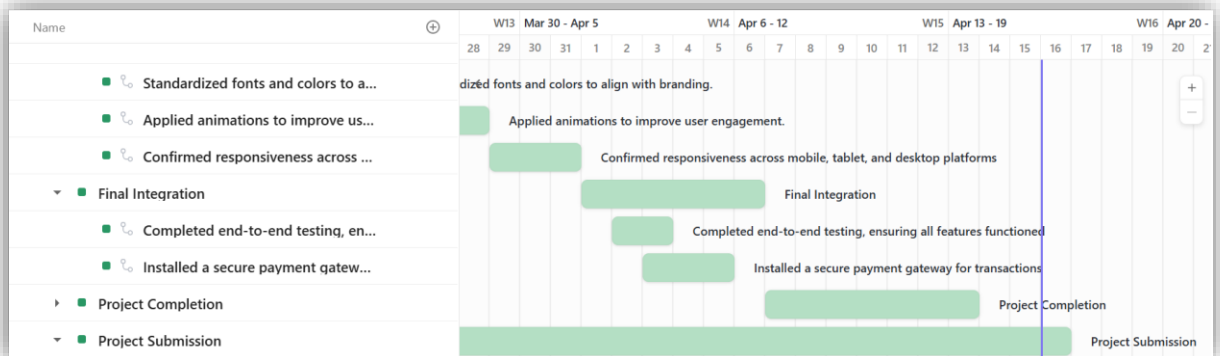 Name
W13 Mar 30 - Apr 5 W14 Apr 6 - 12 W15 Apr 13 - 19 W16 Apr 20 -
28 29 30 31 1 2 3 4 5 6 7 8 9 10 11 12 13 14 15 16 17 18 19 20
Standardized fonts and colors to a... dized fonts and colors to align with branding.
+
−
Applied animations to improve us... Applied animations to improve user engagement.
Confirmed responsiveness across ... Confirmed responsiveness across mobile, tablet, and desktop platforms
Final Integration Final Integration
Completed end-to-end testing, en... Completed end-to-end testing, ensuring all features functioned
Installed a secure payment gatew... Installed a secure payment gateway for transactions
Project Completion Project Completion
Project Submission Project Submission